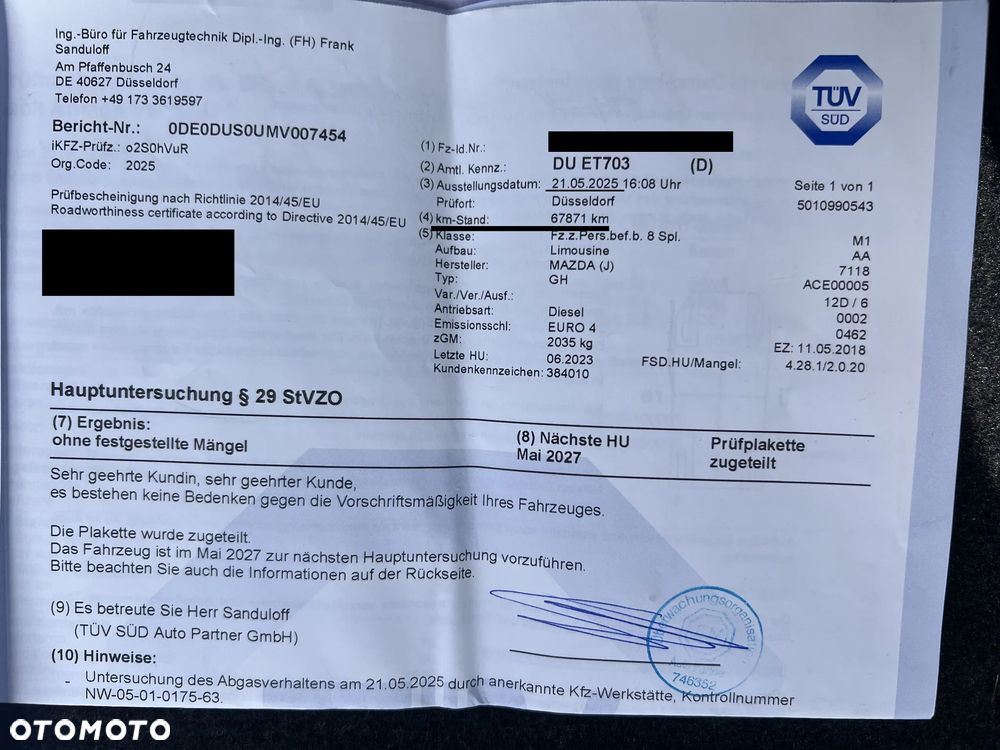 Ing.-Büro für Fahrzeugtechnik Dipl.-Ing. (FH) Frank
Sanduloff
Am Pfaffenbusch 24
DE 40627 Düsseldorf
Telefon +49 173 3619597
Bericht-Nr.: 0DE0DUS0UMV007454
iKFZ-Prüfz.: o2S0hVuR
Org.Code: 2025
Prüfbescheinigung nach Richtlinie 2014/45/EU
Roadworthiness certificate according to Directive 2014/45/EU
TÜV
SÜD
(1) Fz-Id.Nr.:
(2) Amtl. Kennz.: DU ET703 (D)
(3) Ausstellungsdatum: 21.05.2025 16:08 Uhr Seite 1 von 1
Prüfort: Düsseldorf 5010990543
(4) km-Stand: 67871 km
(5) Klasse: Fz.z.Pers.bef.b. 8 Spl. M1
Aufbau: Limousine AA
Hersteller: MAZDA (J) 7118
Typ: GH ACE00005
Var./Ver./Ausf.: 12D / 6
Antriebsart: Diesel 0002
Emissionsschl: EURO 4 0462
zGM: 2035 kg EZ: 11.05.2018
Letzte HU: 06.2023 FSD.HU/Mangel: 4.28.1/2.0.20
Kundenkennzeichen: 384010
Hauptuntersuchung § 29 StVZO
(7) Ergebnis:
ohne festgestellte Mängel
(8) Nächste HU
Mai 2027
Prüfplakette
zugeteilt
Sehr geehrte Kundin, sehr geehrter Kunde,
es bestehen keine Bedenken gegen die Vorschriftsmäßigkeit Ihres Fahrzeuges.
Die Plakette wurde zugeteilt.
Das Fahrzeug ist im Mai 2027 zur nächsten Hauptuntersuchung vorzuführen.
Bitte beachten Sie auch die Informationen auf der Rückseite.
(9) Es betreute Sie Herr Sanduloff
(TÜV SÜD Auto Partner GmbH)
746352
(10) Hinweise:
- Untersuchung des Abgasverhaltens am 21.05.2025 durch anerkannte Kfz-Werkstätte, Kontrollnummer
NW-05-01-0175-63.
OTOMOTO